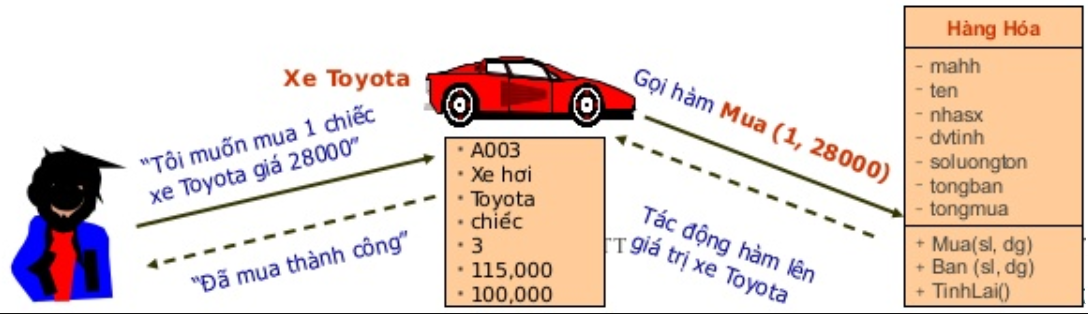 Xe Toyota
“Tôi muốn mua 1 chiếc
xe Toyota giá 28000”
“Đã mua thành công”
• A003
• Xe hơi
• Toyota
• chiếc
• 3
• 115,000
• 100,000
Gọi hàm Mua (1, 28000)
TT
Tác động hàm lên
giá trị xe Toyota
Hàng Hóa
- mahh
- ten
- nhasx
- dvtinh
- soluongton
- tongban
- tongmua
+ Mua(sl, dg)
+ Ban (sl, dg)
+ TinhLai()